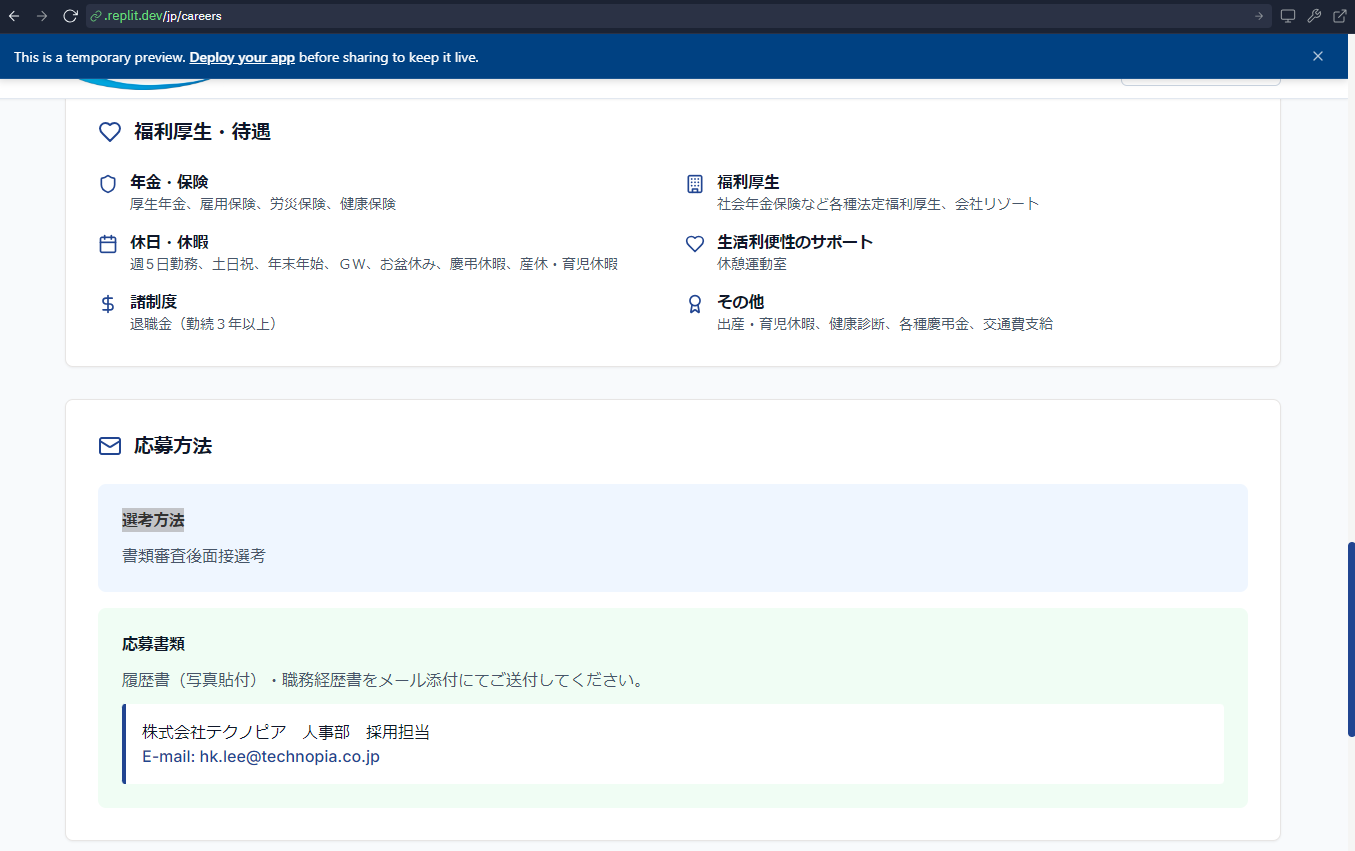 .replit.dev/jp/careers
This is a temporary preview. Deploy your app before sharing to keep it live.
福利厚生・待遇
年金・保険
厚生年金、雇用保険、労災保険、健康保険
福利厚生
社会年金保険など各種法定福利厚生、会社リゾート
休日・休暇
週５日勤務、土日祝、年末年始、ＧＷ、お盆休み、慶弔休暇、産休・育児休暇
生活利便性のサポート
休憩運動室
諸制度
退職金（勤続３年以上）
その他
出産・育児休暇、健康診断、各種慶弔金、交通費支給
応募方法
選考方法
書類審査後面接選考
応募書類
履歴書（写真貼付）・職務経歴書をメール添付にてご送付してください。
株式会社テクノピア　人事部　採用担当
E-mail: hk.lee@technopia.co.jp